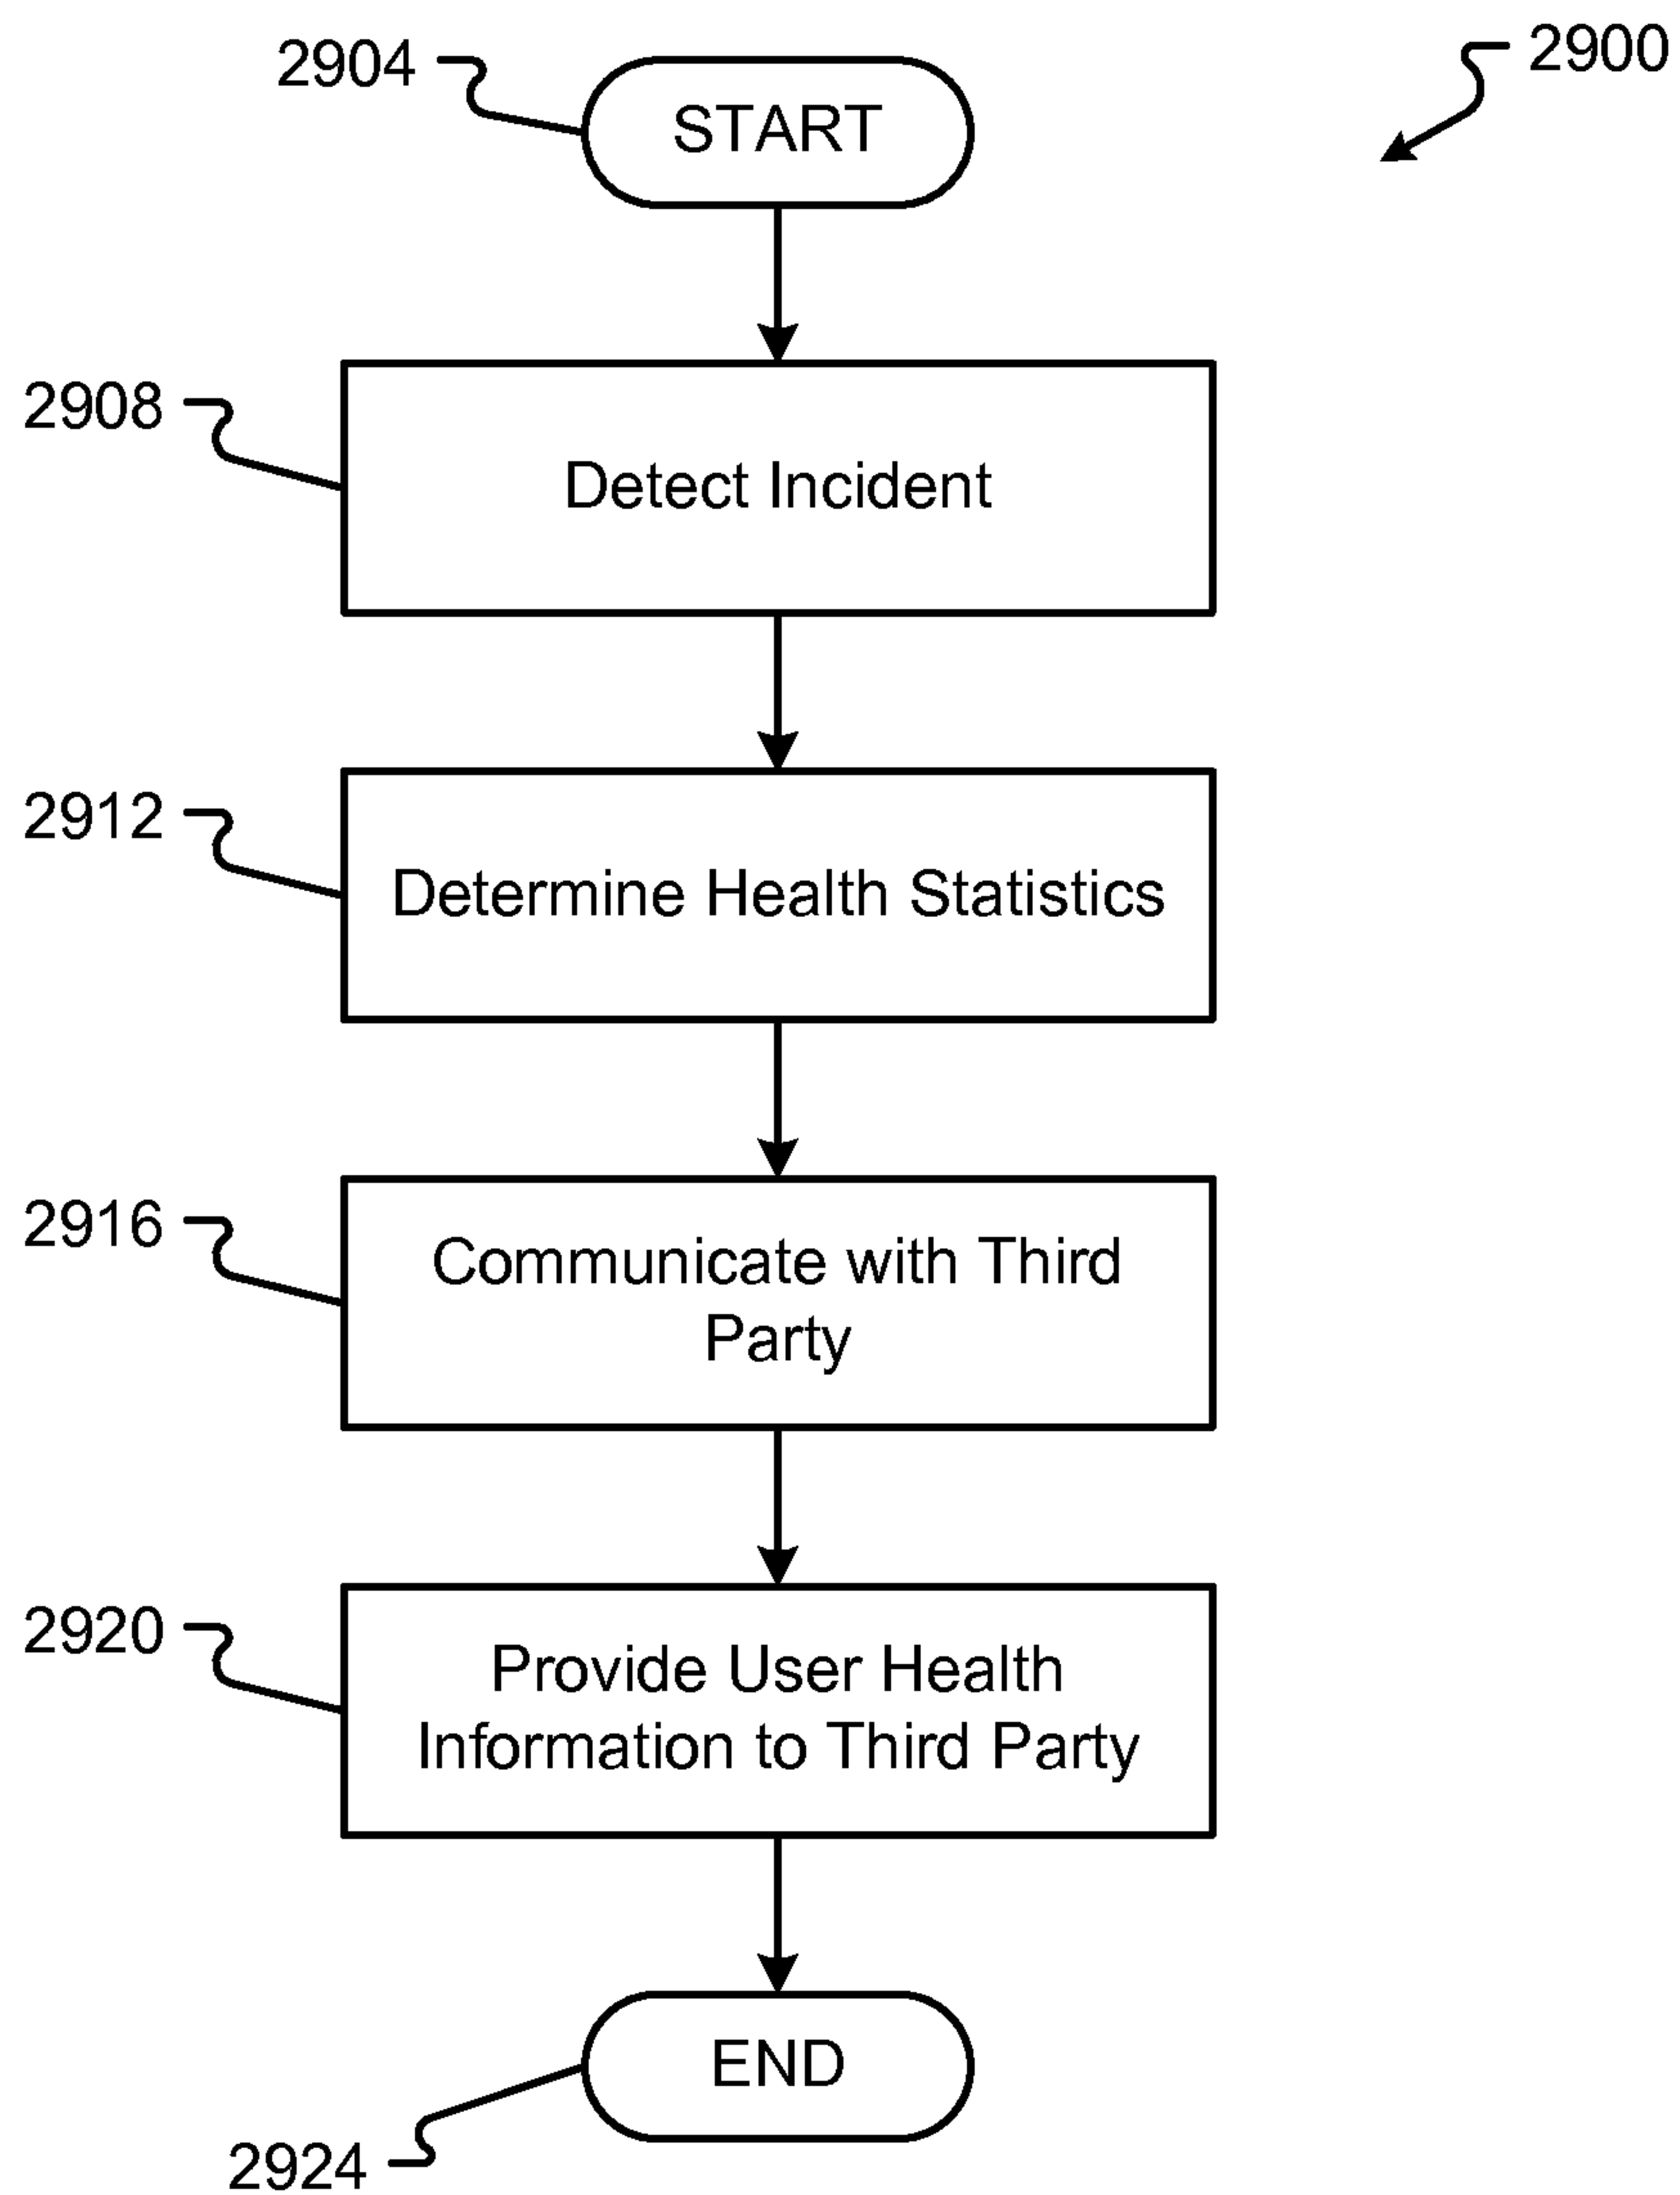 2900
2904
START
2908
Detect Incident
2912
Determine Health Statistics
2916
Communicate with Third
Party
2920
Provide User Health
Information to Third Party
END
2924